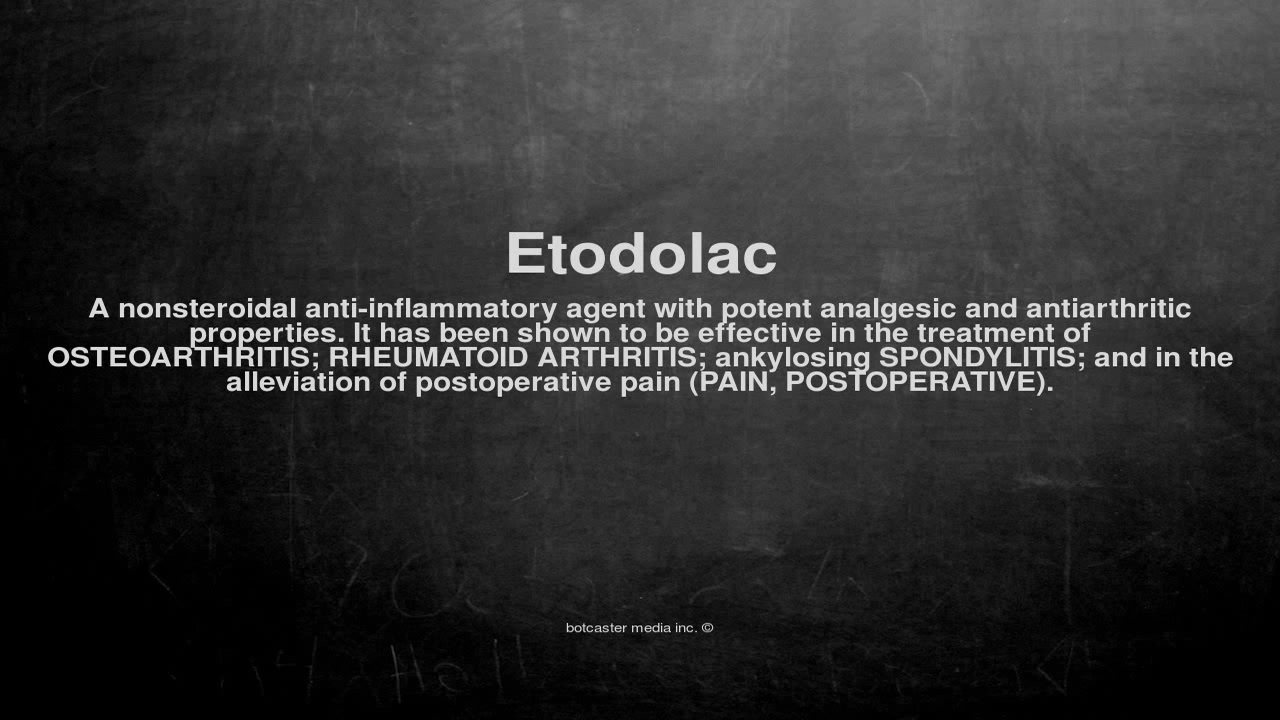 Etodolac
A nonsteroidal anti-inflammatory agent with potent analgesic and antiarthritic
properties. It has been shown to be effective in the treatment of
OSTEOARTHRITIS; RHEUMATOID ARTHRITIS; ankylosing SPONDYLITIS; and in the
alleviation of postoperative pain (PAIN, POSTOPERATIVE).
botcaster media inc. ©